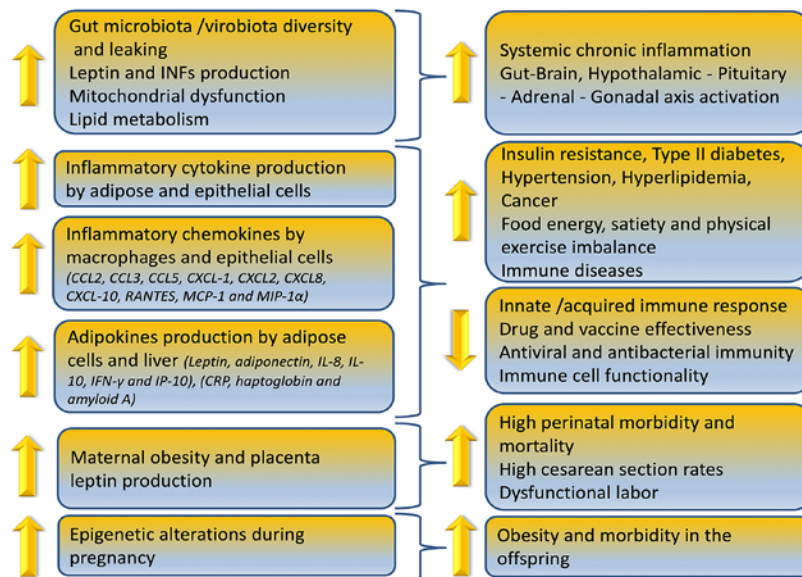 Gut microbiota /virobiota diversity
and leaking
Leptin and INFs production
Mitochondrial dysfunction
Lipid metabolism
Systemic chronic inflammation
Gut-Brain, Hypothalamic - Pituitary
- Adrenal - Gonadal axis activation
Inflammatory cytokine production
by adipose and epithelial cells
Inflammatory chemokines by
macrophages and epithelial cells
(CCL2, CCL3, CCL5, CXCL-1, CXCL2, CXCL8,
CXCL-10, RANTES, MCP-1 and MIP-1α)
Adipokines production by adipose
cells and liver (Leptin, adiponectin, IL-8, IL-
10, IFN-γ and IP-10), (CRP, haptoglobin and
amyloid A)
Insulin resistance, Type II diabetes,
Hypertension, Hyperlipidemia,
Cancer
Food energy, satiety and physical
exercise imbalance
Immune diseases
Innate /acquired immune response
Drug and vaccine effectiveness
Antiviral and antibacterial immunity
Immune cell functionality
Maternal obesity and placenta
leptin production
High perinatal morbidity and
mortality
High cesarean section rates
Dysfunctional labor
Epigenetic alterations during
pregnancy
Obesity and morbidity in the
offspring